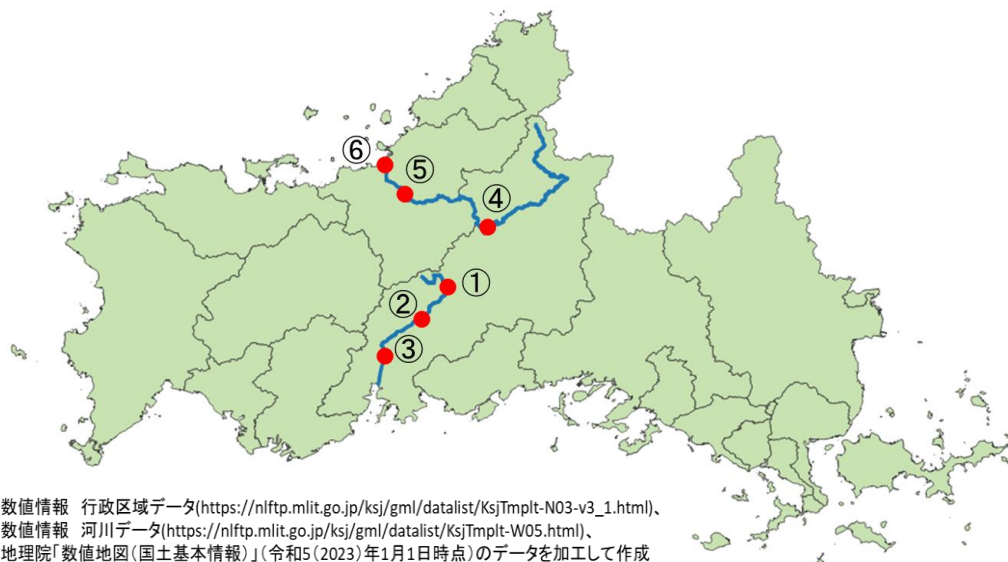 ⑥
⑤
④
①
②
③
数値情報 行政区域データ(https://nlftp.mlit.go.jp/ksj/gml/datalist/KsjTmplt-N03-v3_1.html)、
数値情報 河川データ(https://nlftp.mlit.go.jp/ksj/gml/datalist/KsjTmplt-W05.html)、
地理院「数値地図(国土基本情報)」(令和5(2023)年1月1日時点)のデータを加工して作成